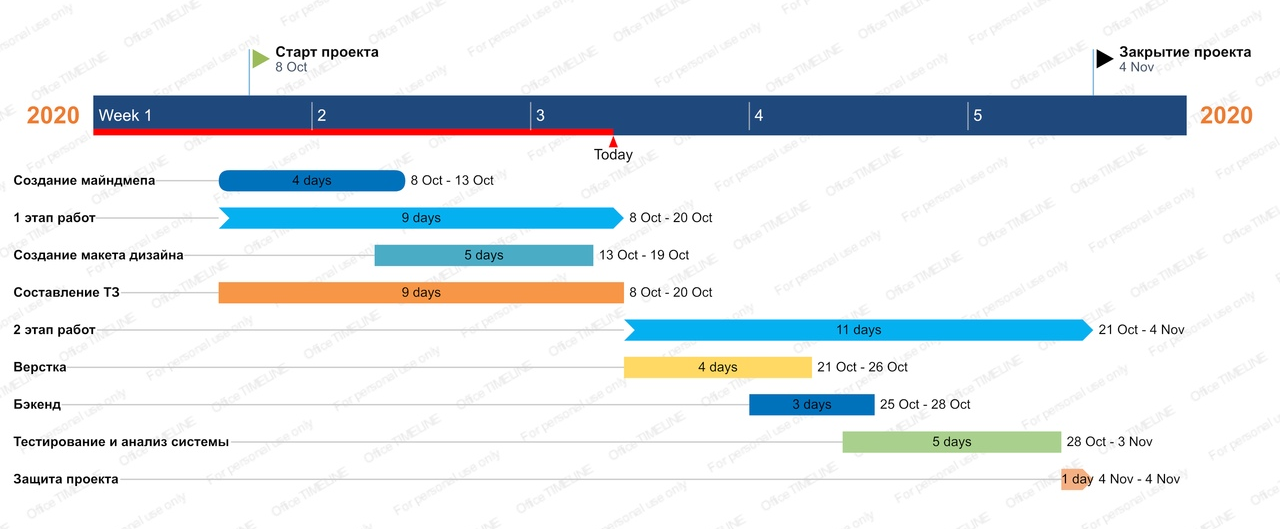 Старт проекта
8 Oct
Закрытие проекта
4 Nov
2020 Week 1 2 3 4 5 2020
Today
Создание майндмепа 4 days 8 Oct - 13 Oct
1 этап работ 9 days 8 Oct - 20 Oct
Создание макета дизайна 5 days 13 Oct - 19 Oct
Составление ТЗ 9 days 8 Oct - 20 Oct
2 этап работ 11 days 21 Oct - 4 Nov
Верстка 4 days 21 Oct - 26 Oct
Бэкенд 3 days 25 Oct - 28 Oct
Тестирование и анализ системы 5 days 28 Oct - 3 Nov
Защита проекта 1 day 4 Nov - 4 Nov
For personal use only
Office TIMELINE